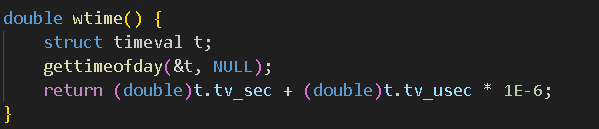 double wtime() {
    struct timeval t;
    gettimeofday(&t, NULL);
    return (double)t.tv_sec + (double)t.tv_usec * 1E-6;
}